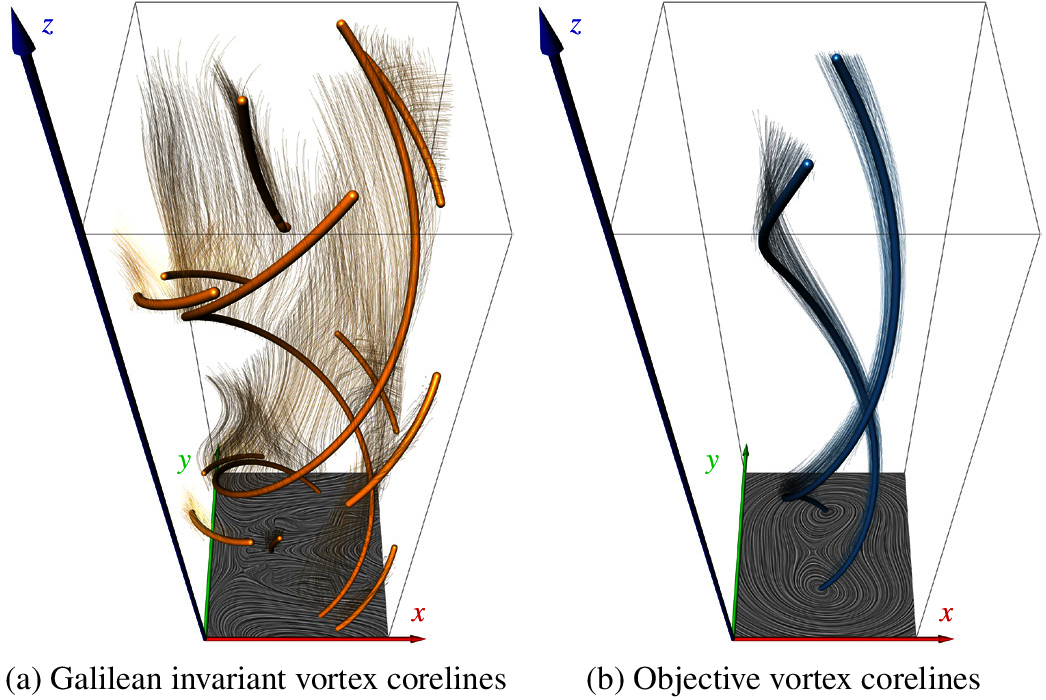 z
z
y
y
x
x
(a) Galilean invariant vortex corelines
(b) Objective vortex corelines